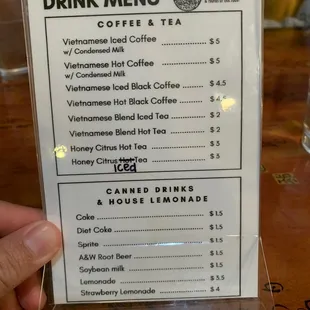 DRINK MENU
COFFEE & TEA
Vietnamese Iced Coffee ................ $ 5
w/ Condensed Milk
Vietnamese Hot Coffee ................ $ 5
w/ Condensed Milk
Vietnamese Iced Black Coffee ........ $ 4.5
Vietnamese Hot Black Coffee ........
Vietnamese Blend Iced Tea ............ $ 2
Vietnamese Blend Hot Tea ............ $ 2
Honey Citrus Hot Tea ................ $ 5
Honey Citrus Hot Tea ................ $ 5
iced
CANNED DRINKS
& HOUSE LEMONADE
Coke ................ $ 1.5
Diet Coke ................ $ 1.5
Sprite ................ $ 1.5
A&W Root Beer ................ $ 1.5
Soybean milk ................ $ 1.5
Lemonade ................ $ 3.5
Strawberry Lemonade ............ $ 4